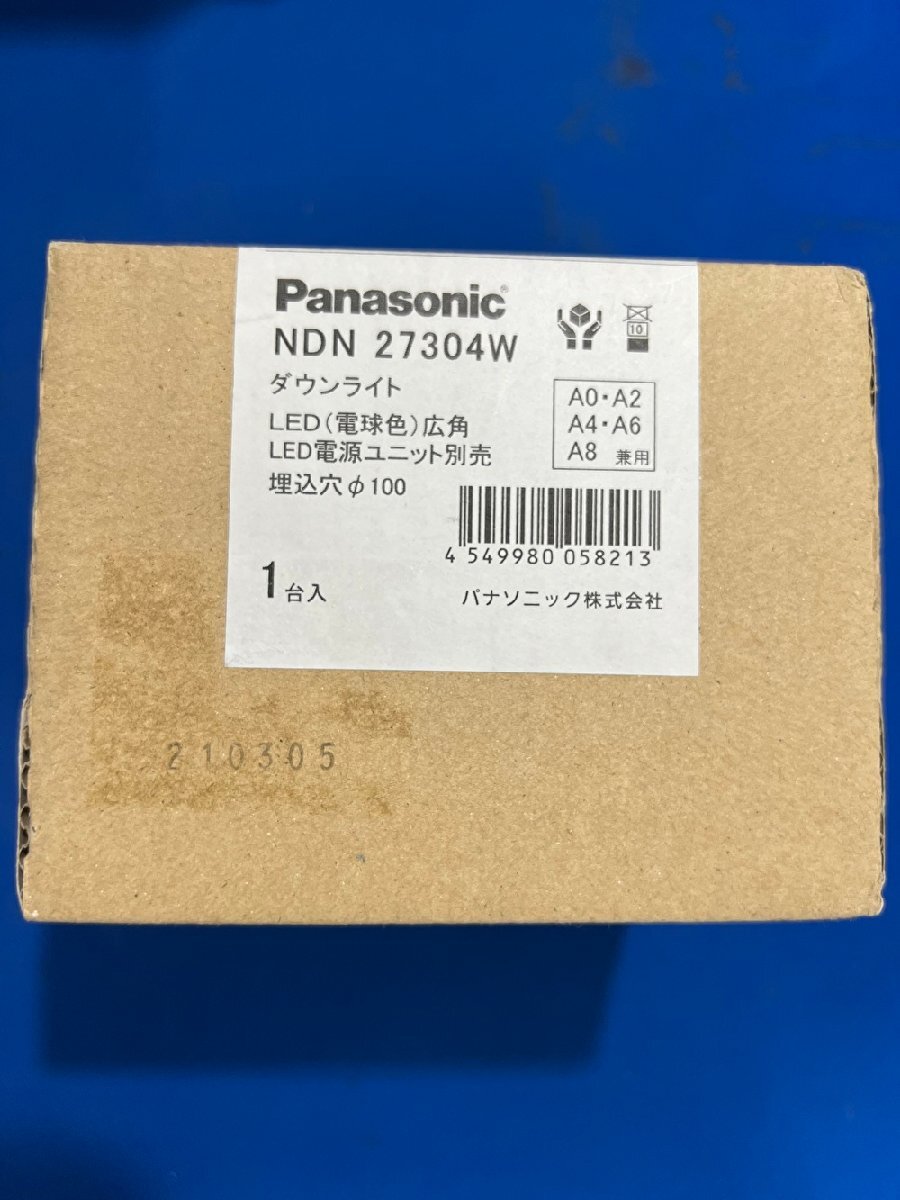 Panasonic®
NDN 27304W
ダウンライト
LED(電球色)広角
LED電源ユニット別売
埋込穴φ100
10
A0・A2
A4・A6
A8 兼用
4 549980 058213
1台入
パナソニック株式会社
210305